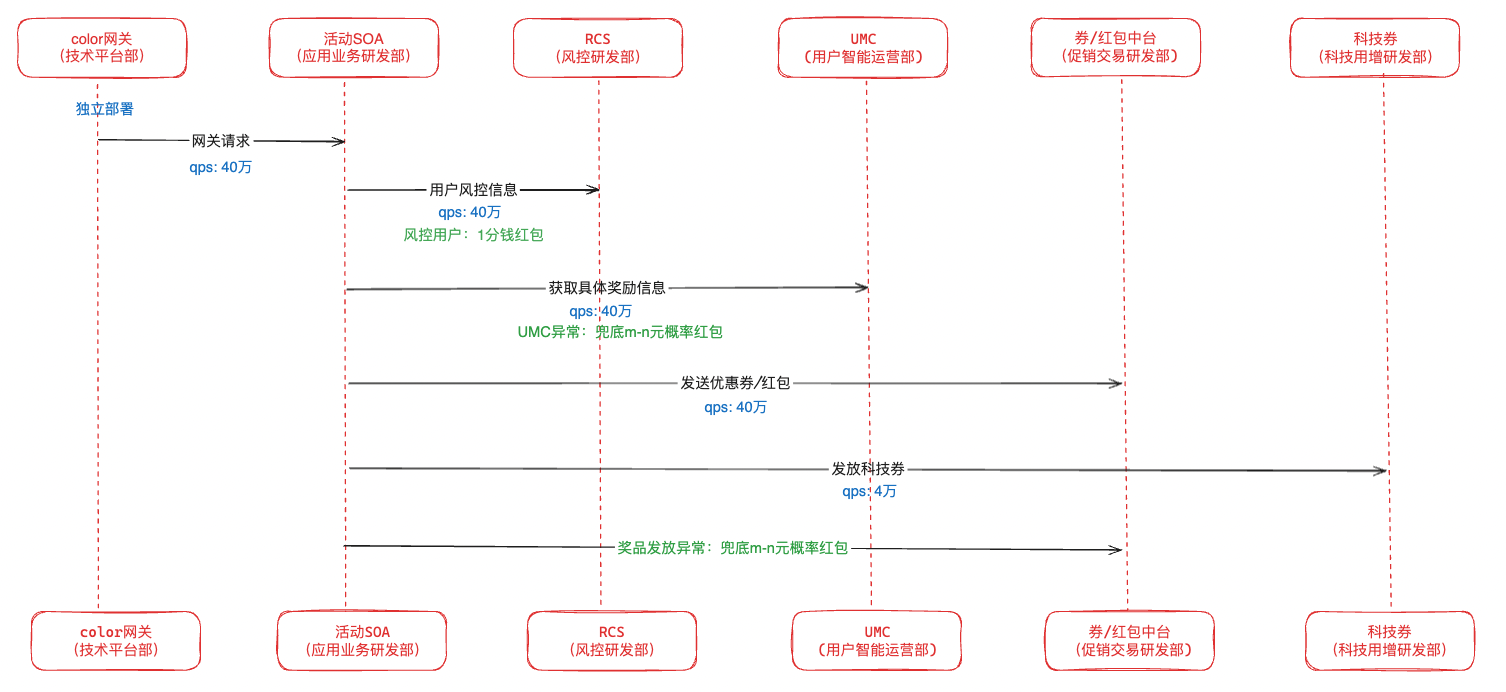 color网关
(技术平台部)
活动SOA
(应用业务研发部)
RCS
(风控研发部)
UMC
(用户智能运营部)
券/红包中台
(促销交易研发部)
科技券
(科技用增研发部)
独立部署
网关请求
qps: 40万
用户风控信息
qps: 40万
风控用户：1分钱红包
获取具体奖励信息
qps: 40万
UMC异常：兜底m-n元概率红包
发送优惠券/红包
qps: 40万
发放科技券
qps: 4万
奖品发放异常：兜底m-n元概率红包
color网关
(技术平台部)
活动SOA
(应用业务研发部)
RCS
(风控研发部)
UMC
(用户智能运营部)
券/红包中台
(促销交易研发部)
科技券
(科技用增研发部)